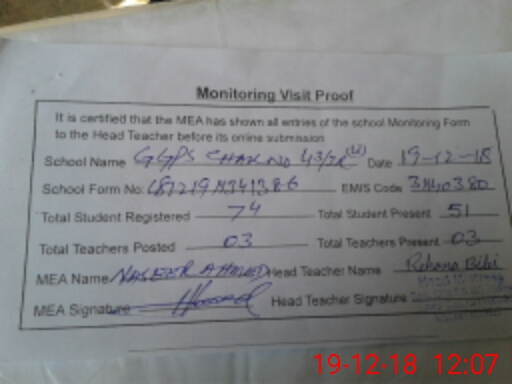 Monitoring Visit Proof
It is certified that the MEA has shown all entries of the school Monitoring Form
to the Head Teacher before its online submission
School Name GGPS CHAK NO 43/2R Date 19-12-18
School Form No: EMIS Code
Total Student Registered 74 Total Student Present 51
Total Teachers Posted 03 Total Teachers Present 03
MEA Name NASEER AHMED Head Teacher Name Rehana Bibi
MEA Signature Head Teacher Signature
19-12-18 12:07